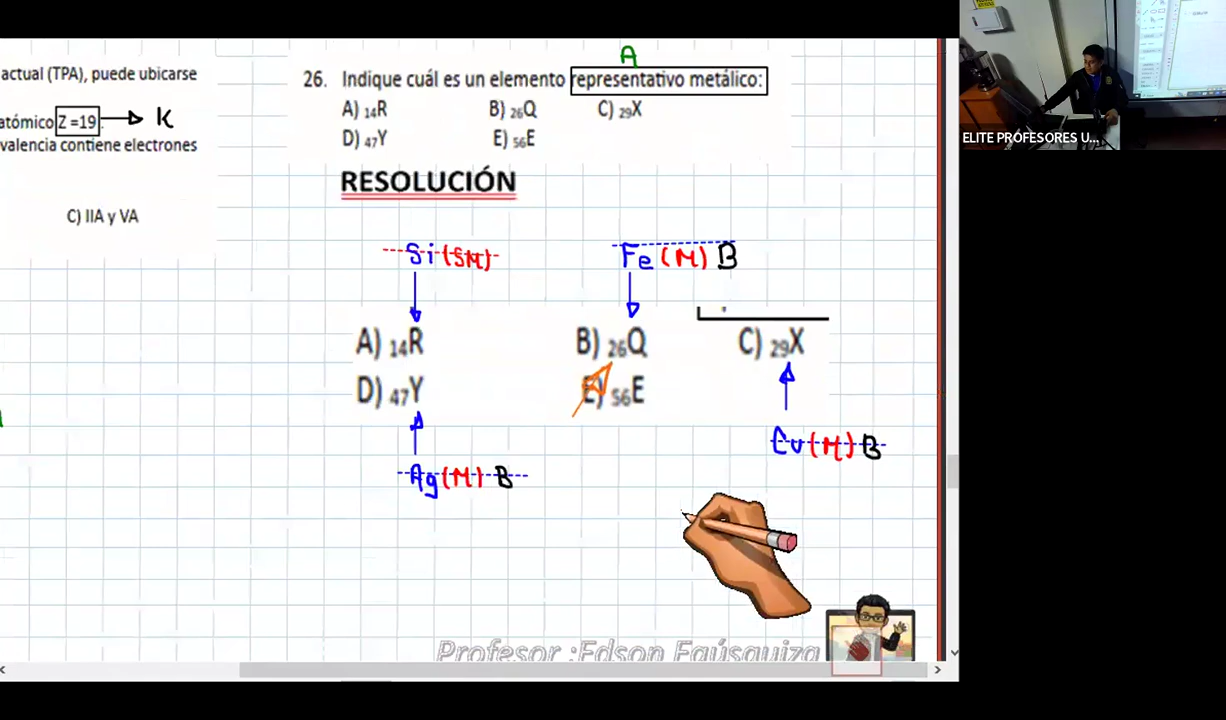 actual (TPA), puede ubicarse
atómico Z =19 K
valencia contiene electrones
C) IIA y VA
A
26. Indique cuál es un elemento representativo metálico:
A) 14R B) 26Q C) 29X
D) 47Y E) 56E
RESOLUCIÓN
Si (SM) Fe (M) B
A) 14R B) 26Q C) 29X
D) 47Y E) 56E
Cu (M) B
Ag (M) B
Profesor :Edson Faúsquiza
ELITE PROFESORES U...